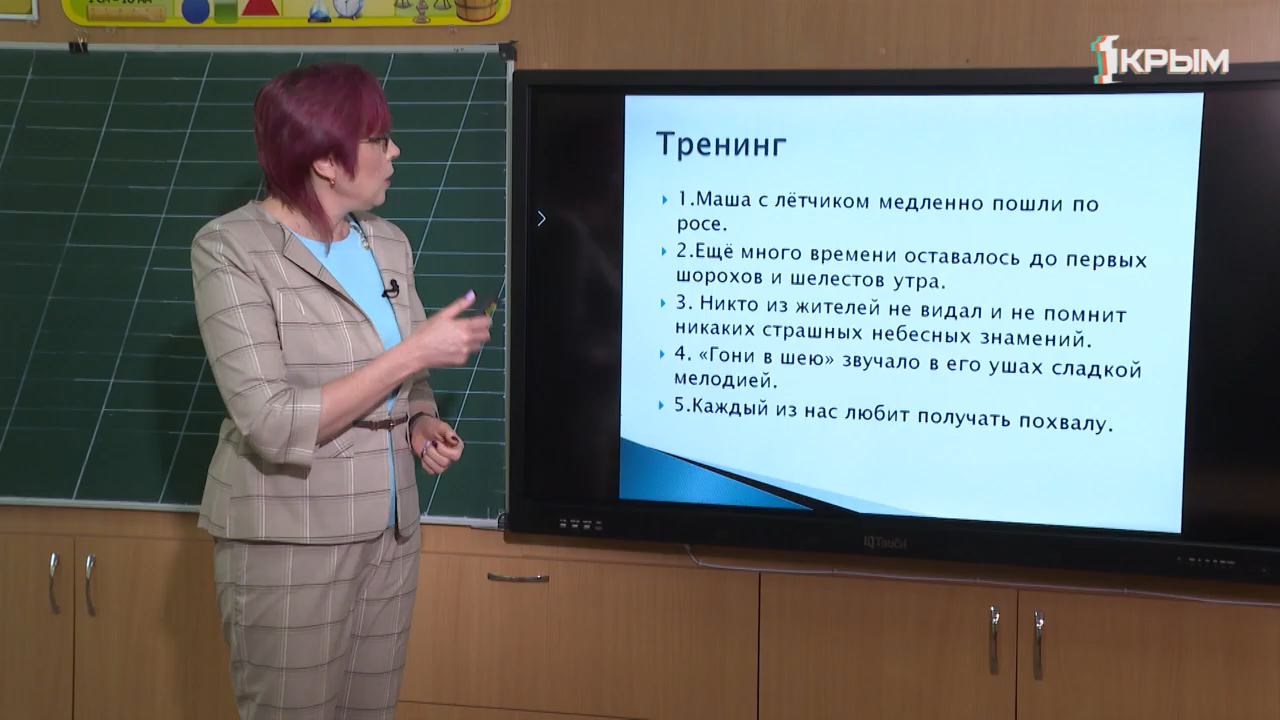 1КРЫМ
Тренинг
1.Маша с лётчиком медленно пошли по
росе.
2.Ещё много времени оставалось до первых
шорохов и шелестов утра.
3. Никто из жителей не видал и не помнит
никаких страшных небесных знамений.
4. «Гони в шею» звучало в его ушах сладкой
мелодией.
5.Каждый из нас любит получать похвалу.
IQTouch